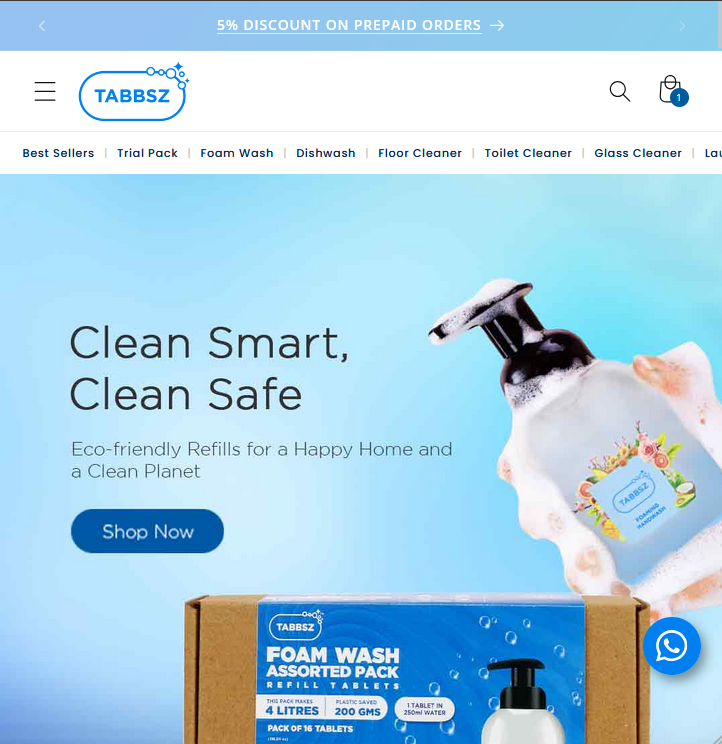 5% DISCOUNT ON PREPAID ORDERS
TABBSZ
1
Best Sellers | Trial Pack | Foam Wash | Dishwash | Floor Cleaner | Toilet Cleaner | Glass Cleaner | Lau
Clean Smart,
Clean Safe
Eco-friendly Refills for a Happy Home and
a Clean Planet
Shop Now
TABBSZ
FOAMING
HANDWASH
TABBSZ
FOAM WASH
ASSORTED PACK
REFILL TABLETS
THIS PACK MAKES
4 LITRES
PLASTIC SAVED
200 GMS
1 TABLET IN
250ml WATER
PACK OF 16 TABLETS